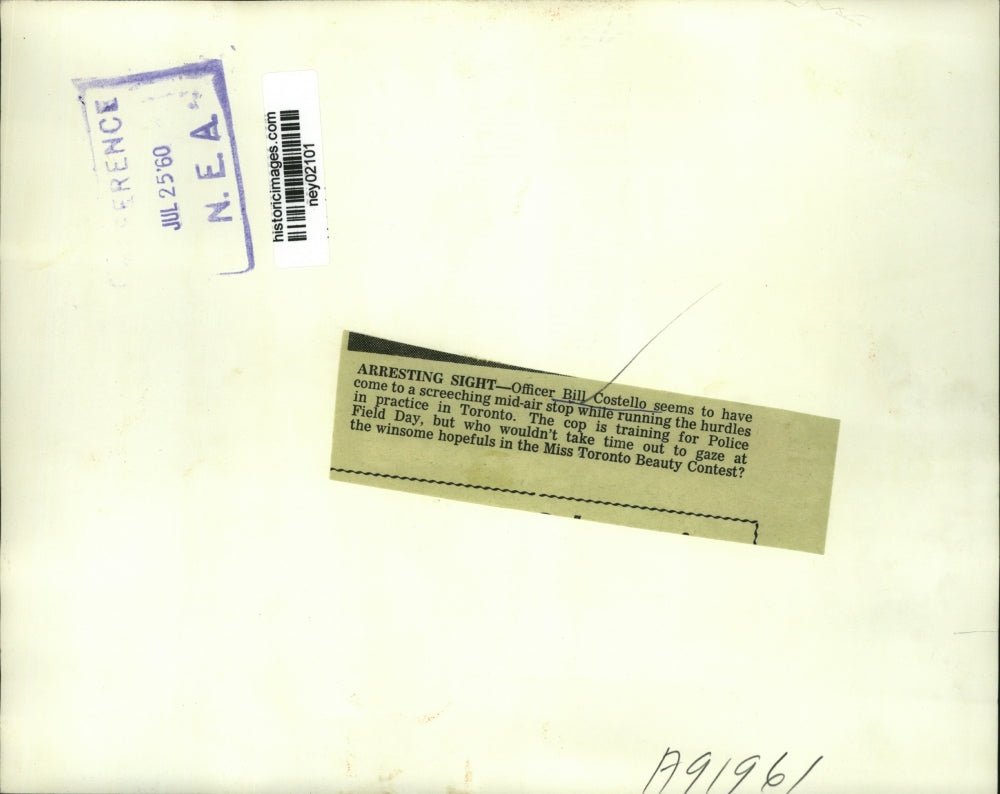 ERENCE
JUL 25 '60
N. E. A.
historicimages.com
ney02101
ARRESTING SIGHT—Officer Bill Costello seems to have
come to a screeching mid-air stop while running the hurdles
in practice in Toronto. The cop is training for Police
Field Day, but who wouldn't take time out to gaze at
the winsome hopefuls in the Miss Toronto Beauty Contest?
A91961